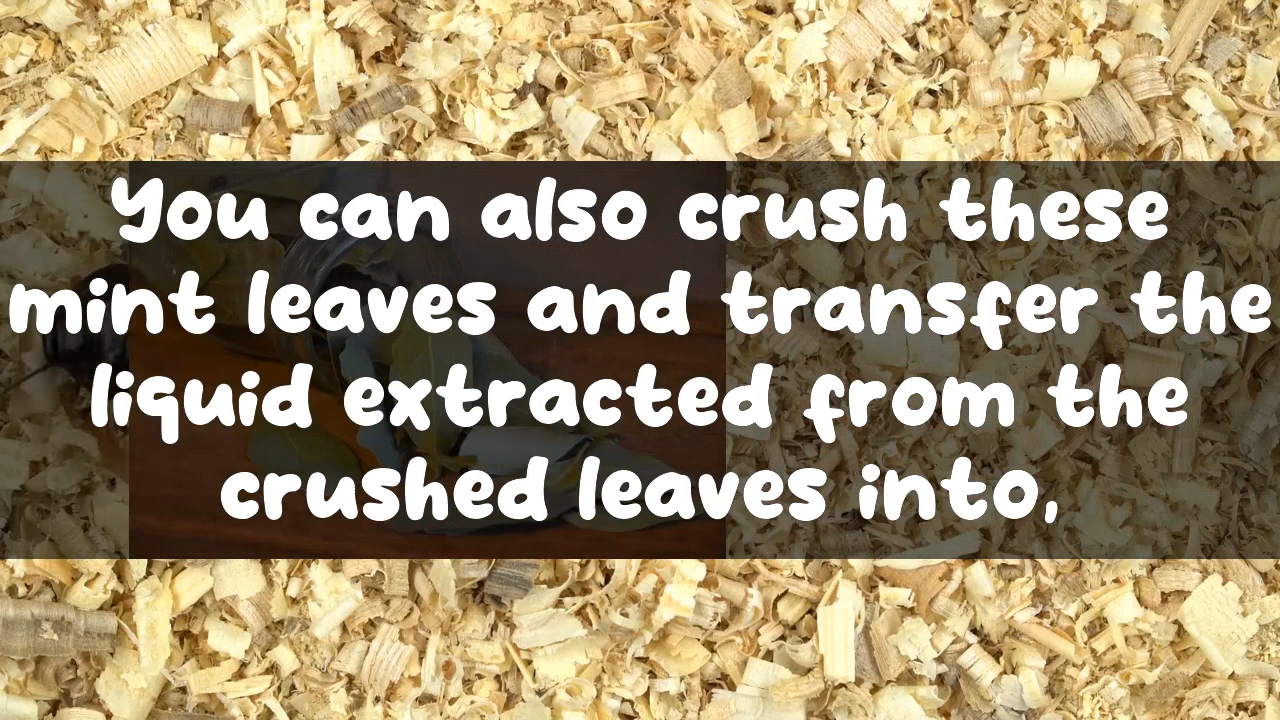 You can also crush these
mint leaves and transfer the
liquid extracted from the
crushed leaves into,